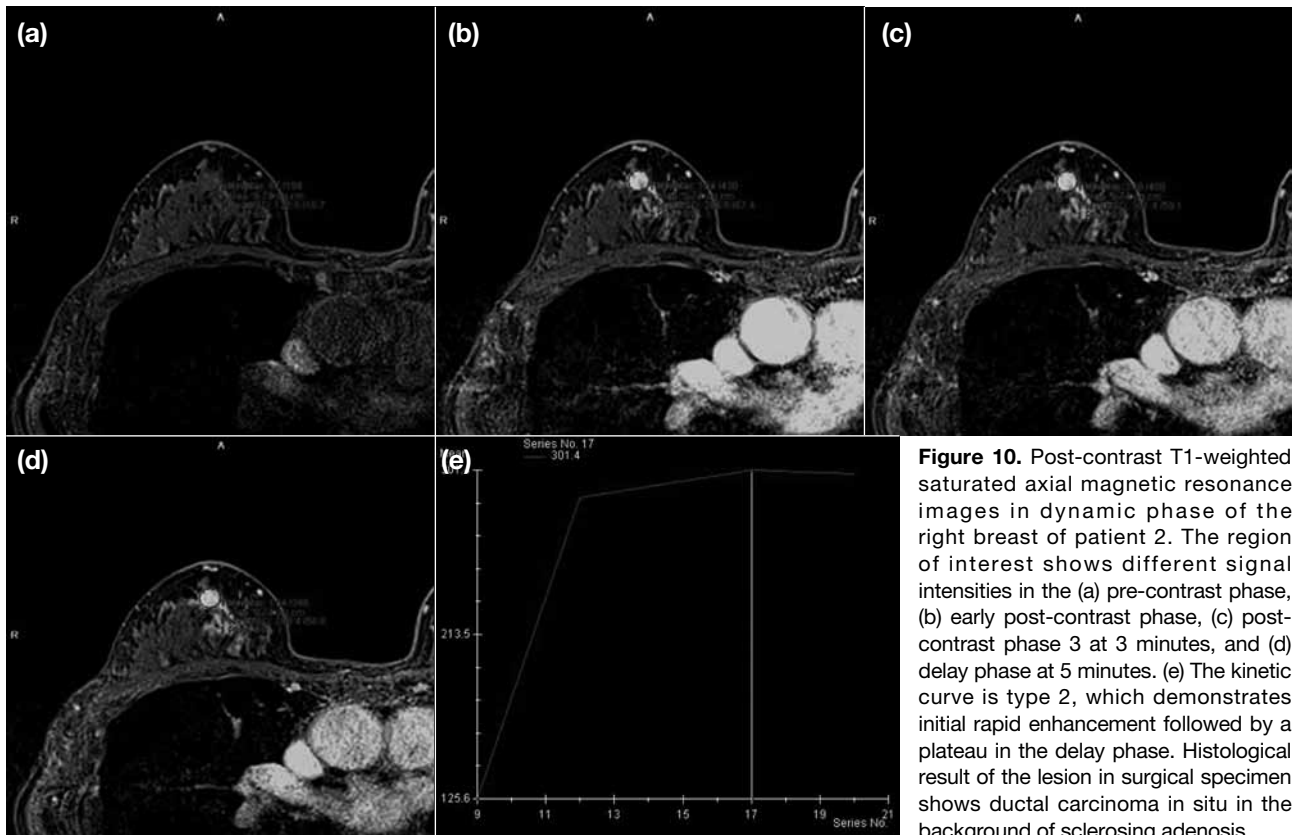 (a)
A
R
(b)
A
(c)
A
R
(d)
A
R
(e)
Series No. 17
301.4
213.5
125.6
9
11
13
15
17
19
21
Series No.
Figure 10. Post-contrast T1-weighted
saturated axial magnetic resonance
images in dynamic phase of the
right breast of patient 2. The region
of interest shows different signal
intensities in the (a) pre-contrast phase,
(b) early post-contrast phase, (c) post-
contrast phase 3 at 3 minutes, and (d)
delay phase at 5 minutes. (e) The kinetic
curve is type 2, which demonstrates
initial rapid enhancement followed by a
plateau in the delay phase. Histological
result of the lesion in surgical specimen
shows ductal carcinoma in situ in the
background of sclerosing adenosis